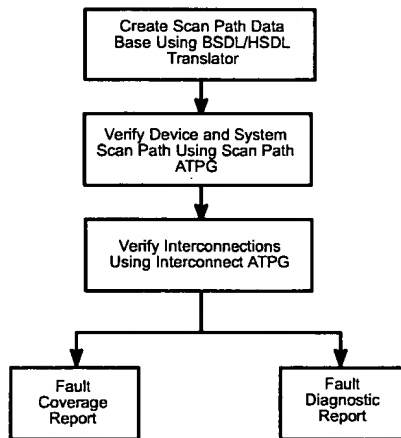 Create Scan Path Data
Base Using BSDL/HSDL
Translator
Verify Device and System
Scan Path Using Scan Path
ATPG
Verify Interconnections
Using Interconnect ATPG
Fault
Coverage
Report
Fault
Diagnostic
Report